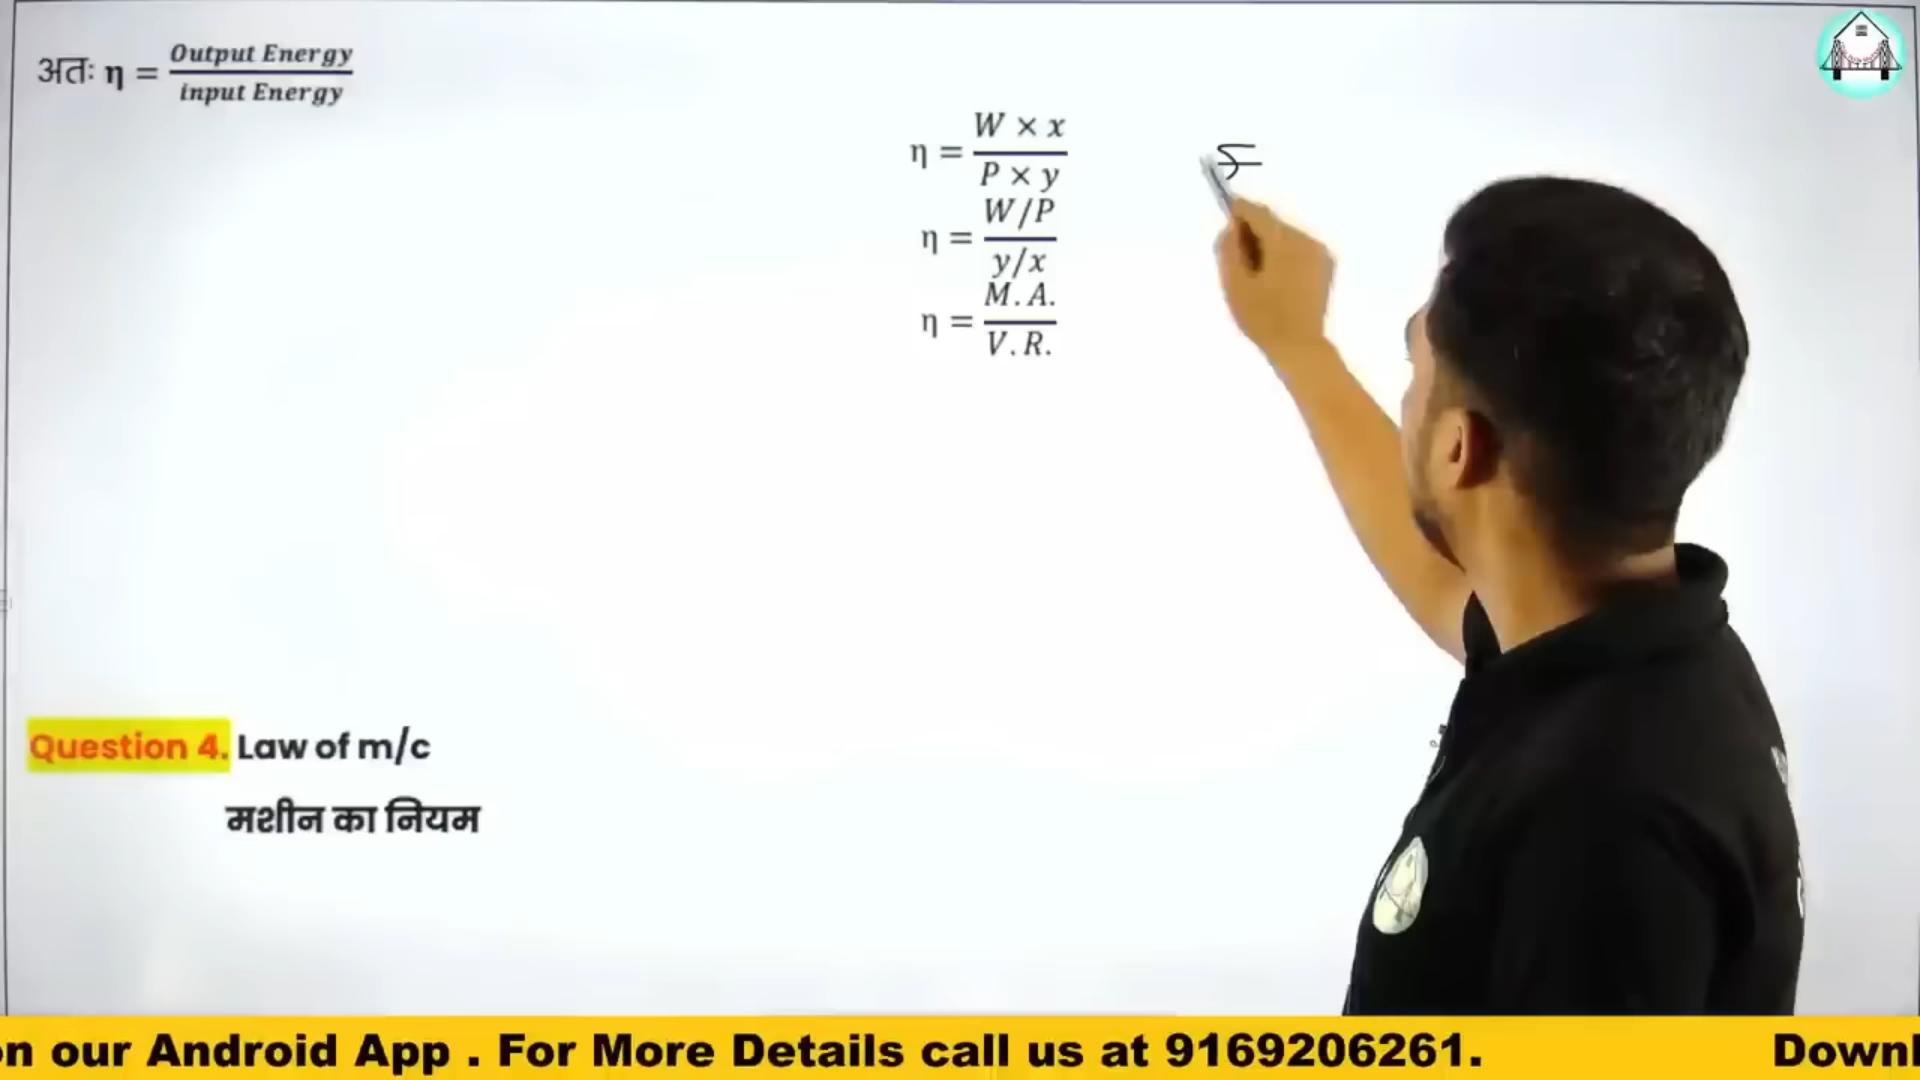 अतः η = Output Energy / input Energy
η = W × x / P × y
η = W/P / y/x
η = M.A. / V.R.
Question 4. Law of m/c
मशीन का नियम
on our Android App . For More Details call us at 9169206261. Downl